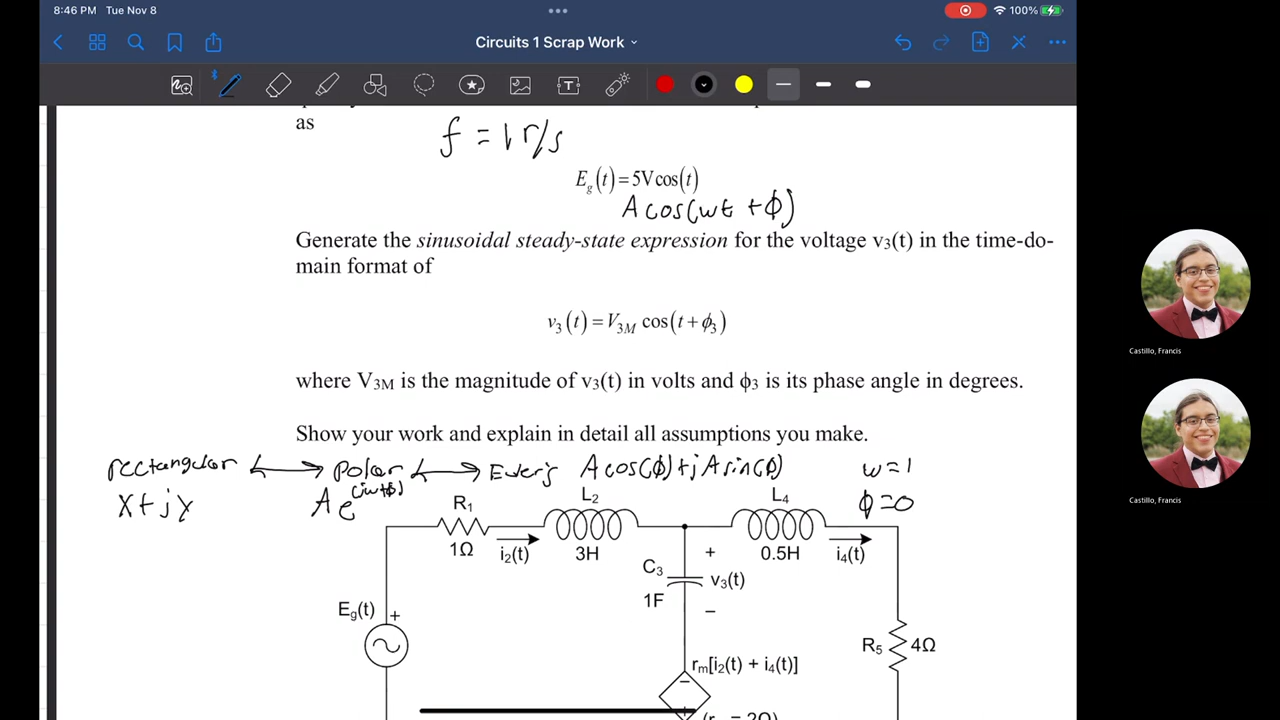 8:46 PM Tue Nov 8
100%
Circuits 1 Scrap Work
as
f = 1 r/s
E_g(t) = 5V cos(t)
A cos(wt + ϕ)
Generate the sinusoidal steady-state expression for the voltage v3(t) in the time-do-
main format of
v3(t) = V3M cos(t + ϕ3)
where V3M is the magnitude of v3(t) in volts and ϕ3 is its phase angle in degrees.
Show your work and explain in detail all assumptions you make.
rectangular ⟷ polar ⟷ Euler's A cos(ϕ) + j A sin(ϕ) w = 1
x + jy A e^(jwtϕ) ϕ = 0
R1 L2 L4
1Ω i2(t) 3H + 0.5H i4(t)
C3 v3(t)
1F −
Eg(t) +
R5 4Ω
rm[i2(t) + i4(t)]
−
= 2Ω)
Castillo, Francis
Castillo, Francis